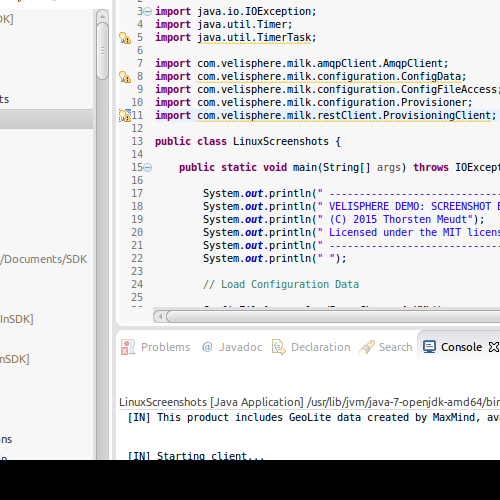 DK]
ts
/Documents/SDK
InSDK]
nSDK]
ons
3 import java.io.IOException;
4 import java.util.Timer;
5 import java.util.TimerTask;
6
7 import com.velisphere.milk.amqpClient.AmqpClient;
8 import com.velisphere.milk.configuration.ConfigData;
9 import com.velisphere.milk.configuration.ConfigFileAccess;
10 import com.velisphere.milk.configuration.Provisioner;
11 import com.velisphere.milk.restClient.ProvisioningClient;
12
13 public class LinuxScreenshots {
14
15 public static void main(String[] args) throws IOExcept
16
17 System.out.println(" -----------------------------
18 System.out.println(" VELISPHERE DEMO: SCREENSHOT E
19 System.out.println(" (C) 2015 Thorsten Meudt");
20 System.out.println(" Licensed under the MIT licens
21 System.out.println(" -----------------------------
22 System.out.println(" ");
23
24 // Load Configuration Data
25
Problems @ Javadoc Declaration Search Console
LinuxScreenshots [Java Application] /usr/lib/jvm/java-7-openjdk-amd64/bin
[IN] This product includes GeoLite data created by MaxMind, ava
[IN] Starting client...